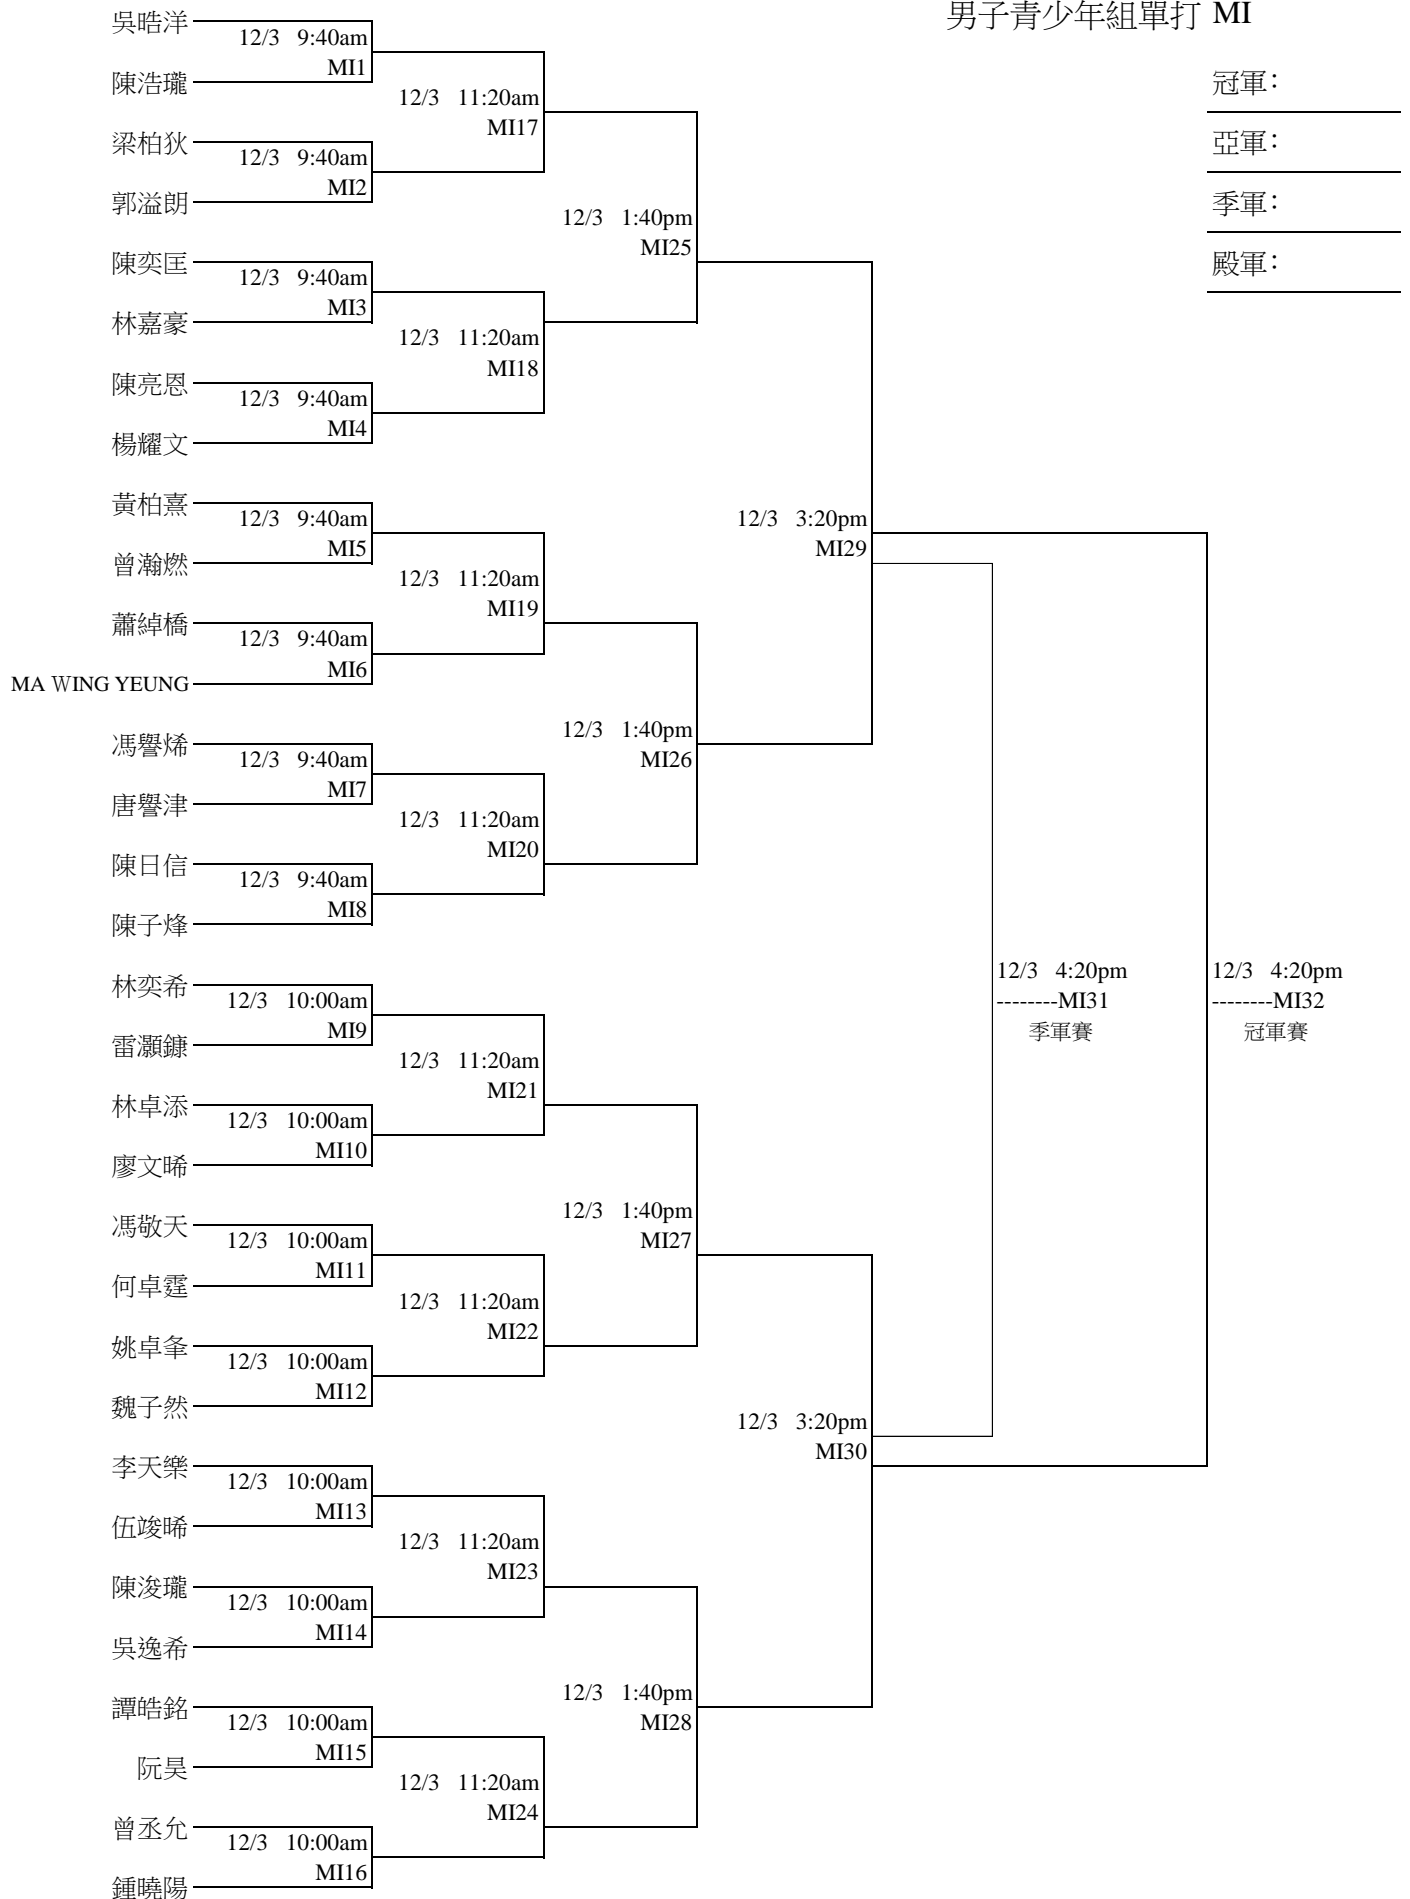 男子青少年組單打 MI
冠軍：
亞軍：
季軍：
殿軍：
吳晧洋
12/3 9:40am
MI1
陳浩瓏
12/3 11:20am
MI17
梁柏狄
12/3 9:40am
MI2
郭溢朗
12/3 1:40pm
MI25
陳奕匡
12/3 9:40am
MI3
林嘉豪
12/3 11:20am
MI18
陳亮恩
12/3 9:40am
MI4
楊耀文
黃柏熹
12/3 9:40am
MI5
12/3 3:20pm
MI29
曾瀚燃
12/3 11:20am
MI19
蕭綽橋
12/3 9:40am
MI6
MA WING YEUNG
12/3 1:40pm
MI26
馮譽烯
12/3 9:40am
MI7
唐譽津
12/3 11:20am
MI20
陳日信
12/3 9:40am
MI8
陳子烽
12/3 4:20pm
--------MI31
季軍賽
12/3 4:20pm
--------MI32
冠軍賽
林奕希
12/3 10:00am
MI9
雷灝鏮
12/3 11:20am
MI21
林卓添
12/3 10:00am
MI10
廖文晞
12/3 1:40pm
MI27
馮敬天
12/3 10:00am
MI11
何卓霆
12/3 11:20am
MI22
姚卓夆
12/3 10:00am
MI12
魏子然
12/3 3:20pm
MI30
李天樂
12/3 10:00am
MI13
伍竣晞
12/3 11:20am
MI23
陳浚瓏
12/3 10:00am
MI14
吳逸希
12/3 1:40pm
MI28
譚皓銘
12/3 10:00am
MI15
阮昊
12/3 11:20am
MI24
曾丞允
12/3 10:00am
MI16
鍾曉陽